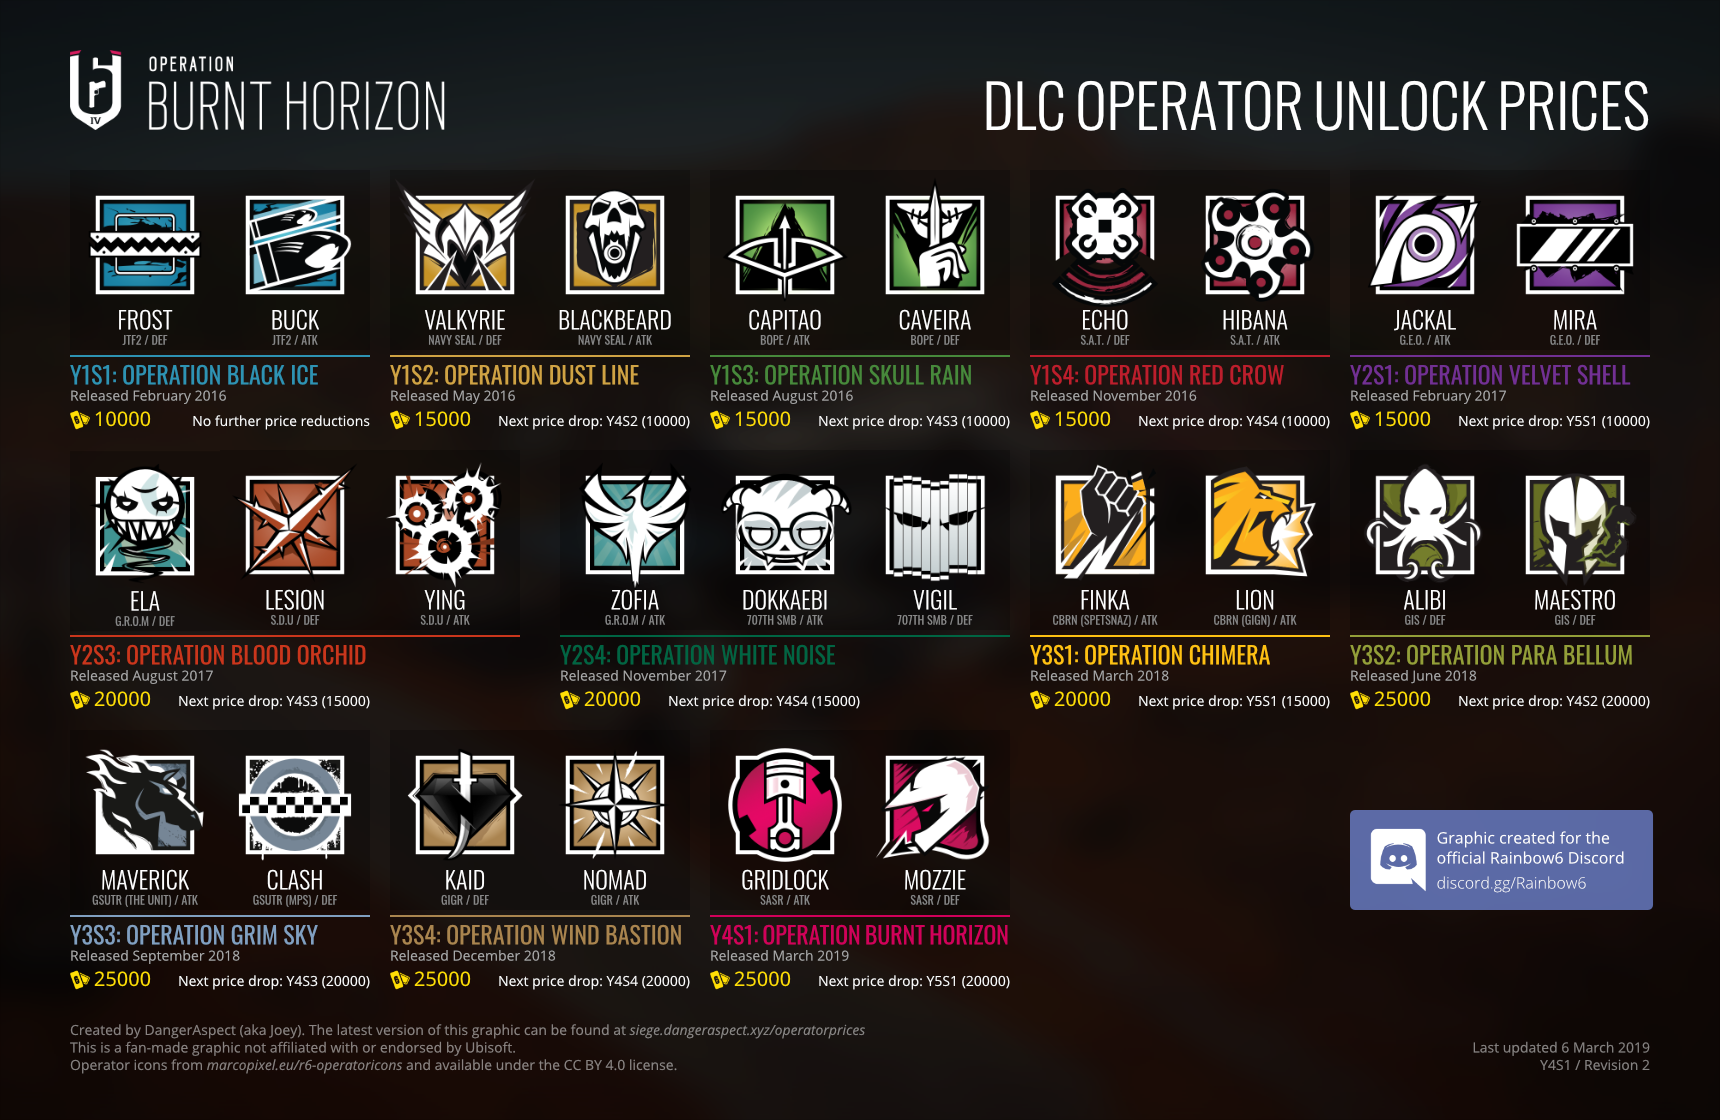 IV
OPERATION
BURNT HORIZON
DLC OPERATOR UNLOCK PRICES
FROST
JTF2 / DEF
BUCK
JTF2 / ATK
Y1S1: OPERATION BLACK ICE
Released February 2016
10000
No further price reductions
VALKYRIE
NAVY SEAL / DEF
BLACKBEARD
NAVY SEAL / ATK
Y1S2: OPERATION DUST LINE
Released May 2016
15000
Next price drop: Y4S2 (10000)
CAPITAO
BOPE / ATK
CAVEIRA
BOPE / DEF
Y1S3: OPERATION SKULL RAIN
Released August 2016
15000
Next price drop: Y4S3 (10000)
ECHO
S.A.T. / DEF
HIBANA
S.A.T. / ATK
Y1S4: OPERATION RED CROW
Released November 2016
15000
Next price drop: Y4S4 (10000)
JACKAL
G.E.O. / ATK
MIRA
G.E.O. / DEF
Y2S1: OPERATION VELVET SHELL
Released February 2017
15000
Next price drop: Y5S1 (10000)
ELA
G.R.O.M / DEF
LESION
S.D.U / DEF
YING
S.D.U / ATK
Y2S3: OPERATION BLOOD ORCHID
Released August 2017
20000
Next price drop: Y4S3 (15000)
ZOFIA
G.R.O.M / ATK
DOKKAEBI
707TH SMB / ATK
VIGIL
707TH SMB / DEF
Y2S4: OPERATION WHITE NOISE
Released November 2017
20000
Next price drop: Y4S4 (15000)
FINKA
CBRN (SPETSNAZ) / ATK
LION
CBRN (GIGN) / ATK
Y3S1: OPERATION CHIMERA
Released March 2018
20000
Next price drop: Y5S1 (15000)
ALIBI
GIS / DEF
MAESTRO
GIS / DEF
Y3S2: OPERATION PARA BELLUM
Released June 2018
25000
Next price drop: Y4S2 (20000)
MAVERICK
GSUTR (THE UNIT) / ATK
CLASH
GSUTR (MPS) / DEF
Y3S3: OPERATION GRIM SKY
Released September 2018
25000
Next price drop: Y4S3 (20000)
KAID
GIGR / DEF
NOMAD
GIGR / ATK
Y3S4: OPERATION WIND BASTION
Released December 2018
25000
Next price drop: Y4S4 (20000)
GRIDLOCK
SASR / ATK
MOZZIE
SASR / DEF
Y4S1: OPERATION BURNT HORIZON
Released March 2019
25000
Next price drop: Y5S1 (20000)
Graphic created for the
official Rainbow6 Discord
discord.gg/Rainbow6
Created by DangerAspect (aka Joey). The latest version of this graphic can be found at siege.dangeraspect.xyz/operatorprices
This is a fan-made graphic not affiliated with or endorsed by Ubisoft.
Operator icons from marcopixel.eu/r6-operatoricons and available under the CC BY 4.0 license.
Last updated 6 March 2019
Y4S1 / Revision 2